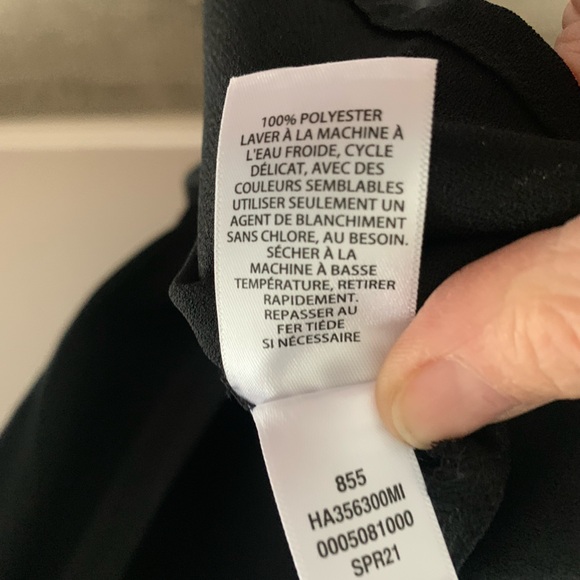 100% POLYESTER
LAVER À LA MACHINE À
L'EAU FROIDE, CYCLE
DÉLICAT, AVEC DES
COULEURS SEMBLABLES
UTILISER SEULEMENT UN
AGENT DE BLANCHIMENT
SANS CHLORE, AU BESOIN.
SÉCHER À LA
MACHINE À BASSE
TEMPÉRATURE, RETIRER
RAPIDEMENT.
REPASSER AU
FER TIÉDE
SI NÉCESSAIRE
855
HA356300MI
0005081000
SPR21